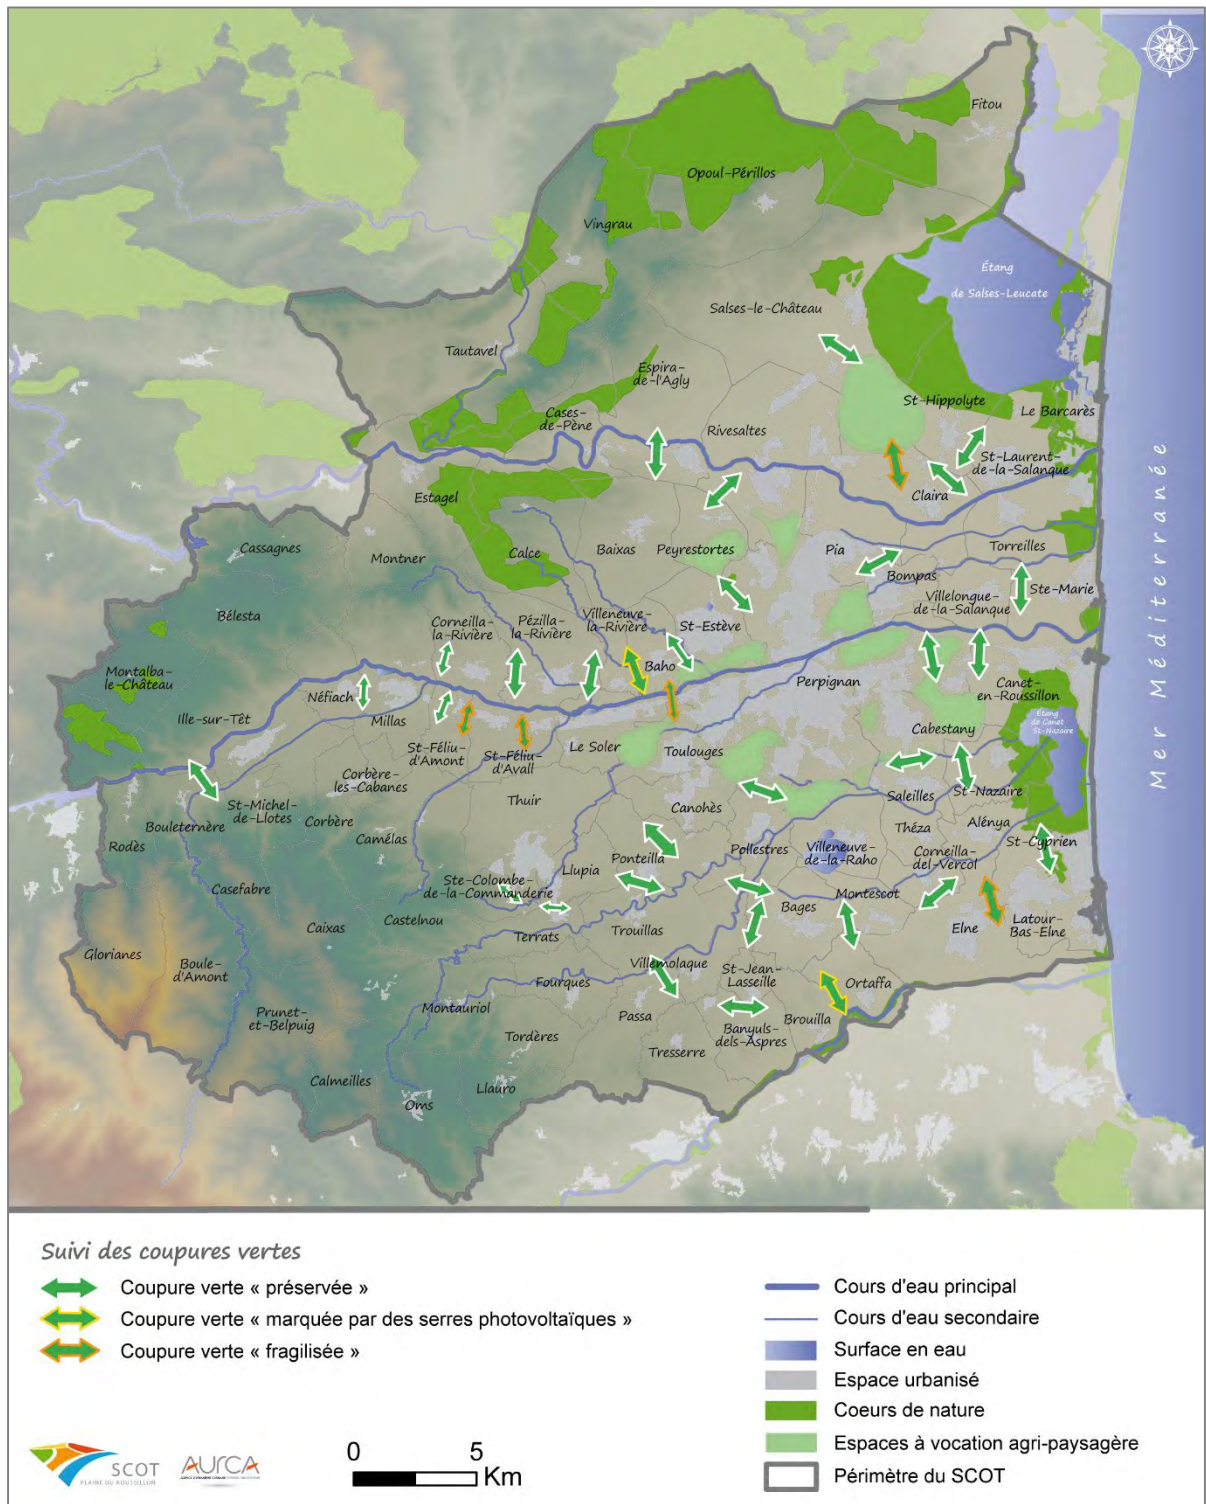 Fitou
Opoul-Périllos
Vingrau
Étang
de Salses-Leucate
Salses-le-Château
Tautavel
Espira-
de-l'Agly
St-Hippolyte
Le Barcarès
Cases-
de-Pène
Rivesaltes
St-Laurent-
de-la-Salanque
Estagel
Claira
Cassagnes
Montner
Calce
Baixas
Peyrestortes
Pia
Torreilles
Bompas
Bélesta
Villelongue-
de-la-Salanque
Ste-Marie
Corneilla-
la-Rivière
Pézilla-
la-Rivière
Villeneuve-
la-Rivière
St-Estève
Montalba-
le-Château
Baho
Perpignan
Canet-
en-Roussillon
Néfiach
Ille-sur-Têt
Millas
Étang
de Canet
St-Nazaire
Cabestany
St-Féliu-
d'Amont
St-Féliu-
d'Avall
Le Soler
Toulouges
Corbère-
les-Cabanes
St-Michel-
de-Llotes
Thuir
Canohès
Saleilles
St-Nazaire
Bouleternère
Corbère
Camélas
Théza
Alénya
Rodès
Ponteilla
Pollestres
Villeneuve-
de-la-Raho
Corneilla-
del-Vercol
St-Cyprien
Llupia
Casefabre
Ste-Colombe-
de-la-Commanderie
Montescot
Bages
Caixas
Castelnou
Terrats
Trouillas
Elne
Latour-
Bas-Elne
Glorianes
Boule-
d'Amont
Villemolaque
St-Jean-
Lasseille
Fourques
Ortaffa
Prunet-
et-Belpuig
Montauriol
Passa
Brouilla
Tordères
Banyuls-
dels-Aspres
Tresserre
Calmeilles
Llauro
Oms
Mer Méditerranée
Suivi des coupures vertes
Coupure verte « préservée »
Coupure verte « marquée par des serres photovoltaïques »
Coupure verte « fragilisée »
Cours d'eau principal
Cours d'eau secondaire
Surface en eau
Espace urbanisé
Coeurs de nature
Espaces à vocation agri-paysagère
Périmètre du SCOT
SCOT
PLAINE DU ROUSSILLON
AURCA
0 5
Km